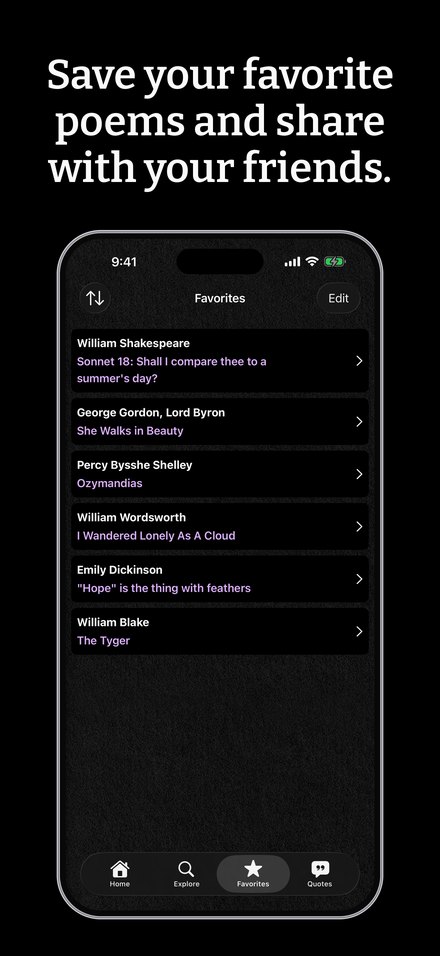 Save your favorite
poems and share
with your friends.
9:41
Favorites
Edit
William Shakespeare
Sonnet 18: Shall I compare thee to a
summer's day?
George Gordon, Lord Byron
She Walks in Beauty
Percy Bysshe Shelley
Ozymandias
William Wordsworth
I Wandered Lonely As A Cloud
Emily Dickinson
"Hope" is the thing with feathers
William Blake
The Tyger
Home
Explore
Favorites
Quotes